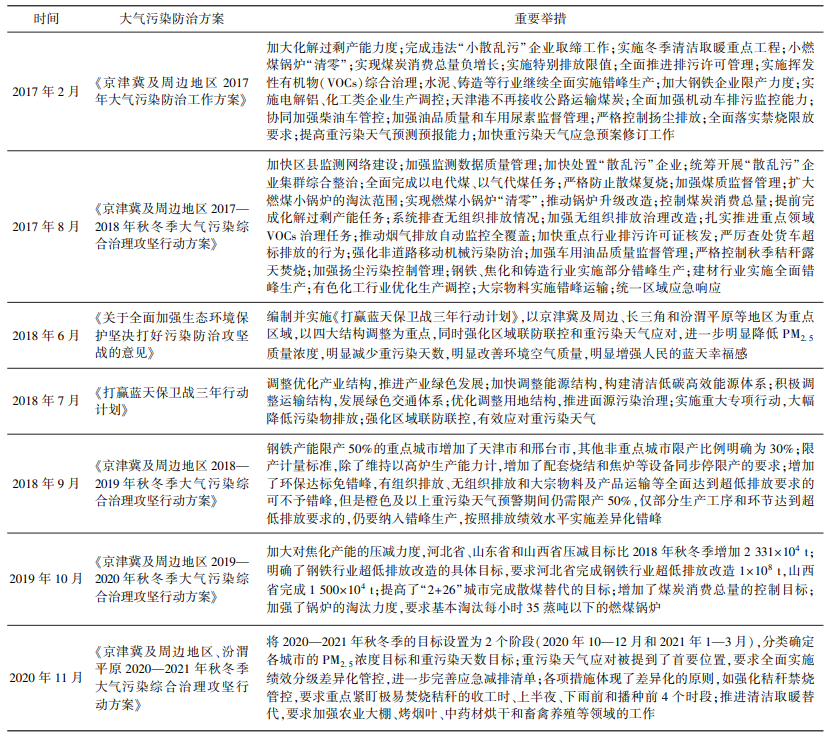 时间 大气污染防治方案 重要举措
2017 年 2 月
《京津冀及周边地区 2017
年大气污染防治工作方案》
加大化解过剩产能力度;完成违法“小散乱污”企业取缔工作;实施冬季清洁取暖重点工程;小燃
煤锅炉“清零”;实现煤炭消费总量负增长;实施特别排放限值;全面推进排污许可管理;实施挥发
性有机物(VOCs)综合治理;水泥、铸造等行业继续全面实施错峰生产;加大钢铁企业限产力度;实
施电解铝、化工类企业生产调控;天津港不再接收公路运输煤炭;全面加强机动车排污监控能力;
协同加强柴油车管控;加强油品质量和车用尿素监督管理;严格控制扬尘排放;全面落实禁烧限放
要求;提高重污染天气预测预报能力;加快重污染天气应急预案修订工作
2017 年 8 月
《京津冀及周边地区 2017—
2018 年秋冬季大气污染综
合治理攻坚行动方案》
加快区县监测网络建设;加强监测数据质量管理;加快处置“散乱污”企业;统筹开展“散乱污”企
业集群综合整治;全面完成以电代煤、以气代煤任务;严格防止散煤复烧;加强煤质监督管理;扩大
燃煤小锅炉的淘汰范围;实现燃煤小锅炉“清零”;推动锅炉升级改造;控制煤炭消费总量;提前完
成化解过剩产能任务;系统排查无组织排放情况;加强无组织排放治理改造;扎实推进重点领域
VOCs 治理任务;推动烟气排放自动监控全覆盖;加快重点行业排污许可证核发;严厉查处货车超
标排放的行为;强化非道路移动机械污染防治;加强车用油品质量监督管理;严格控制秋季秸秆露
天焚烧;加强扬尘污染控制管理;钢铁、焦化和铸造行业实施部分错峰生产;建材行业实施全面错
峰生产;有色化工行业优化生产调控;大宗物料实施错峰运输;统一区域应急响应
2018 年 6 月
《关于全面加强生态环境保
护坚决打好污染防治攻坚
战的意见》
编制并实施《打赢蓝天保卫战三年行动计划》,以京津冀及周边、长三角和汾渭平原等地区为重点
区域,以四大结构调整为重点,同时强化区域联防联控和重污染天气应对,进一步明显降低 PM2.5
质量浓度,明显减少重污染天数,明显改善环境空气质量,明显增强人民的蓝天幸福感
2018 年 7 月
《打赢蓝天保卫战三年行动
计划》
调整优化产业结构,推进产业绿色发展;加快调整能源结构,构建清洁低碳高效能源体系;积极调
整运输结构,发展绿色交通体系;优化调整用地结构,推进面源污染治理;实施重大专项行动,大幅
降低污染物排放;强化区域联防联控,有效应对重污染天气
2018 年 9 月
《京津冀及周边地区 2018—
2019 年秋冬季大气污染综
合治理攻坚行动方案》
钢铁产能限产 50%的重点城市增加了天津市和邢台市,其他非重点城市限产比例明确为 30%;限
产计量标准,除了维持以高炉生产能力计,增加了配套烧结和焦炉等设备同步停限产的要求;增加
了环保达标免错峰,有组织排放、无组织排放和大宗物料及产品运输等全面达到超低排放要求的
可不予错峰,但是橙色及以上重污染天气预警期间仍需限产 50%,仅部分生产工序和环节达到超
低排放要求的,仍要纳入错峰生产,按照排放绩效水平实施差异化错峰
2019 年 10 月
《京津冀及周边地区 2019—
2020 年秋冬季大气污染综
合治理攻坚行动方案》
加大对焦化产能的压减力度,河北省、山东省和山西省压减目标比 2018 年秋冬季增加 2 331×10⁴ t;
明确了钢铁行业超低排放改造的具体目标,要求河北省完成钢铁行业超低排放改造 1×10⁸ t,山西
省完成 1 500×10⁴ t;提高了“2+26”城市完成散煤替代的目标;增加了煤炭消费总量的控制目标;
加强了锅炉的淘汰力度,要求基本淘汰每小时 35 蒸吨以下的燃煤锅炉
2020 年 11 月
《京津冀及周边地区、汾渭
平原 2020—2021 年秋冬季
大气污染综合治理攻坚行
动方案》
将 2020—2021 年秋冬季的目标设置为 2 个阶段(2020 年 10—12 月和 2021 年 1—3 月),分类确定
各城市的 PM2.5浓度目标和重污染天数目标;重污染天气应对被提到了首要位置,要求全面实施
绩效分级差异化管控,进一步完善应急减排清单;各项措施体现了差异化的原则,如强化秸秆禁烧
管控,要求重点紧盯极易焚烧秸秆的收工时、上半夜、下雨前和播种前 4 个时段;推进清洁取暖替
代,要求加强农业大棚、烤烟叶、中药材烘干和畜禽养殖等领域的工作